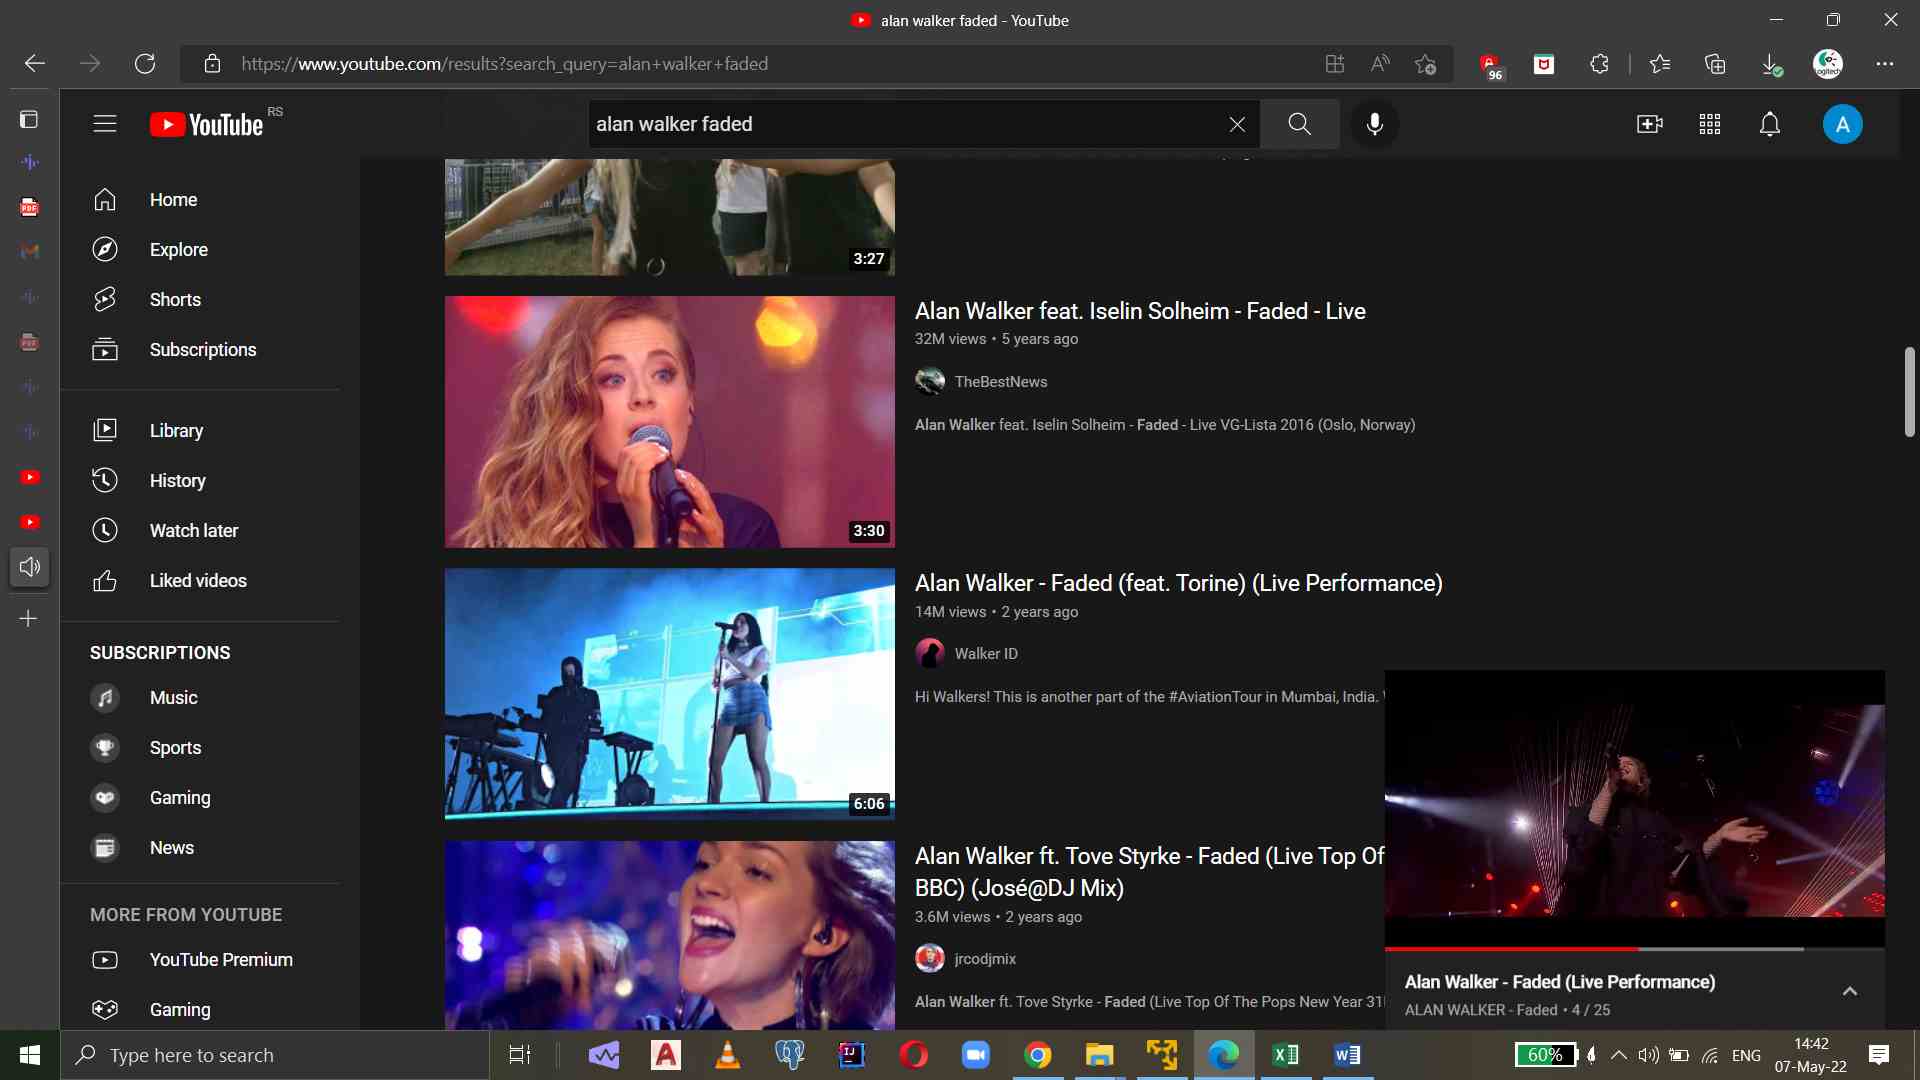 alan walker faded - YouTube
https://www.youtube.com/results?search_query=alan+walker+faded
96
logitech
YouTube RS
alan walker faded
A
Home
Explore
Shorts
Subscriptions
Library
History
Watch later
Liked videos
SUBSCRIPTIONS
Music
Sports
Gaming
News
MORE FROM YOUTUBE
YouTube Premium
Gaming
3:27
3:30
Alan Walker feat. Iselin Solheim - Faded - Live
32M views • 5 years ago
TheBestNews
Alan Walker feat. Iselin Solheim - Faded - Live VG-Lista 2016 (Oslo, Norway)
6:06
Alan Walker - Faded (feat. Torine) (Live Performance)
14M views • 2 years ago
Walker ID
Hi Walkers! This is another part of the #AviationTour in Mumbai, India.
Alan Walker ft. Tove Styrke - Faded (Live Top Of
BBC) (José@DJ Mix)
3.6M views • 2 years ago
jrcodjmix
Alan Walker ft. Tove Styrke - Faded (Live Top Of The Pops New Year 31
Alan Walker - Faded (Live Performance)
ALAN WALKER - Faded • 4 / 25
Type here to search
60%
ENG
14:42
07-May-22